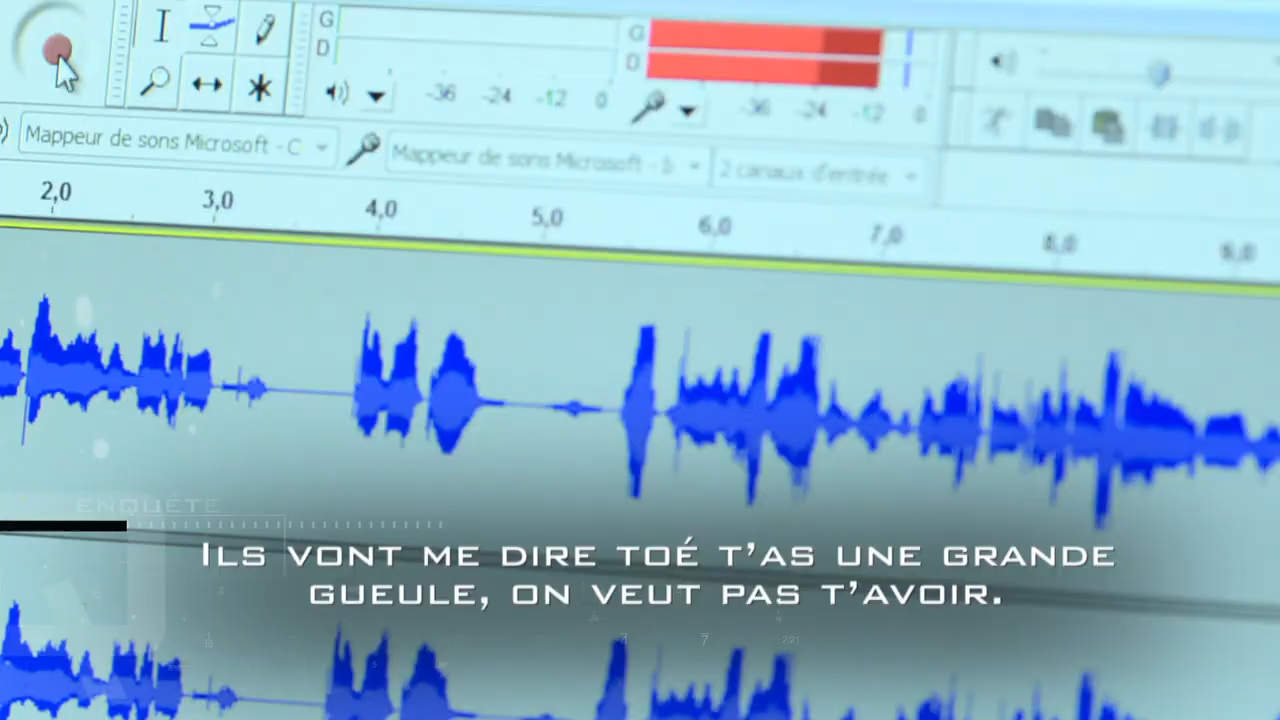 G
D
-36 -24 -12 0
G
D
-36 -24 -12 0
Mappeur de sons Microsoft - C
Mappeur de sons Microsoft -
2 canaux d'entrée
2,0 3,0 4,0 5,0 6,0 7,0 8,0 9,0
ENQUÊTE
ILS VONT ME DIRE TOÉ T'AS UNE GRANDE
GUEULE, ON VEUT PAS T'AVOIR.